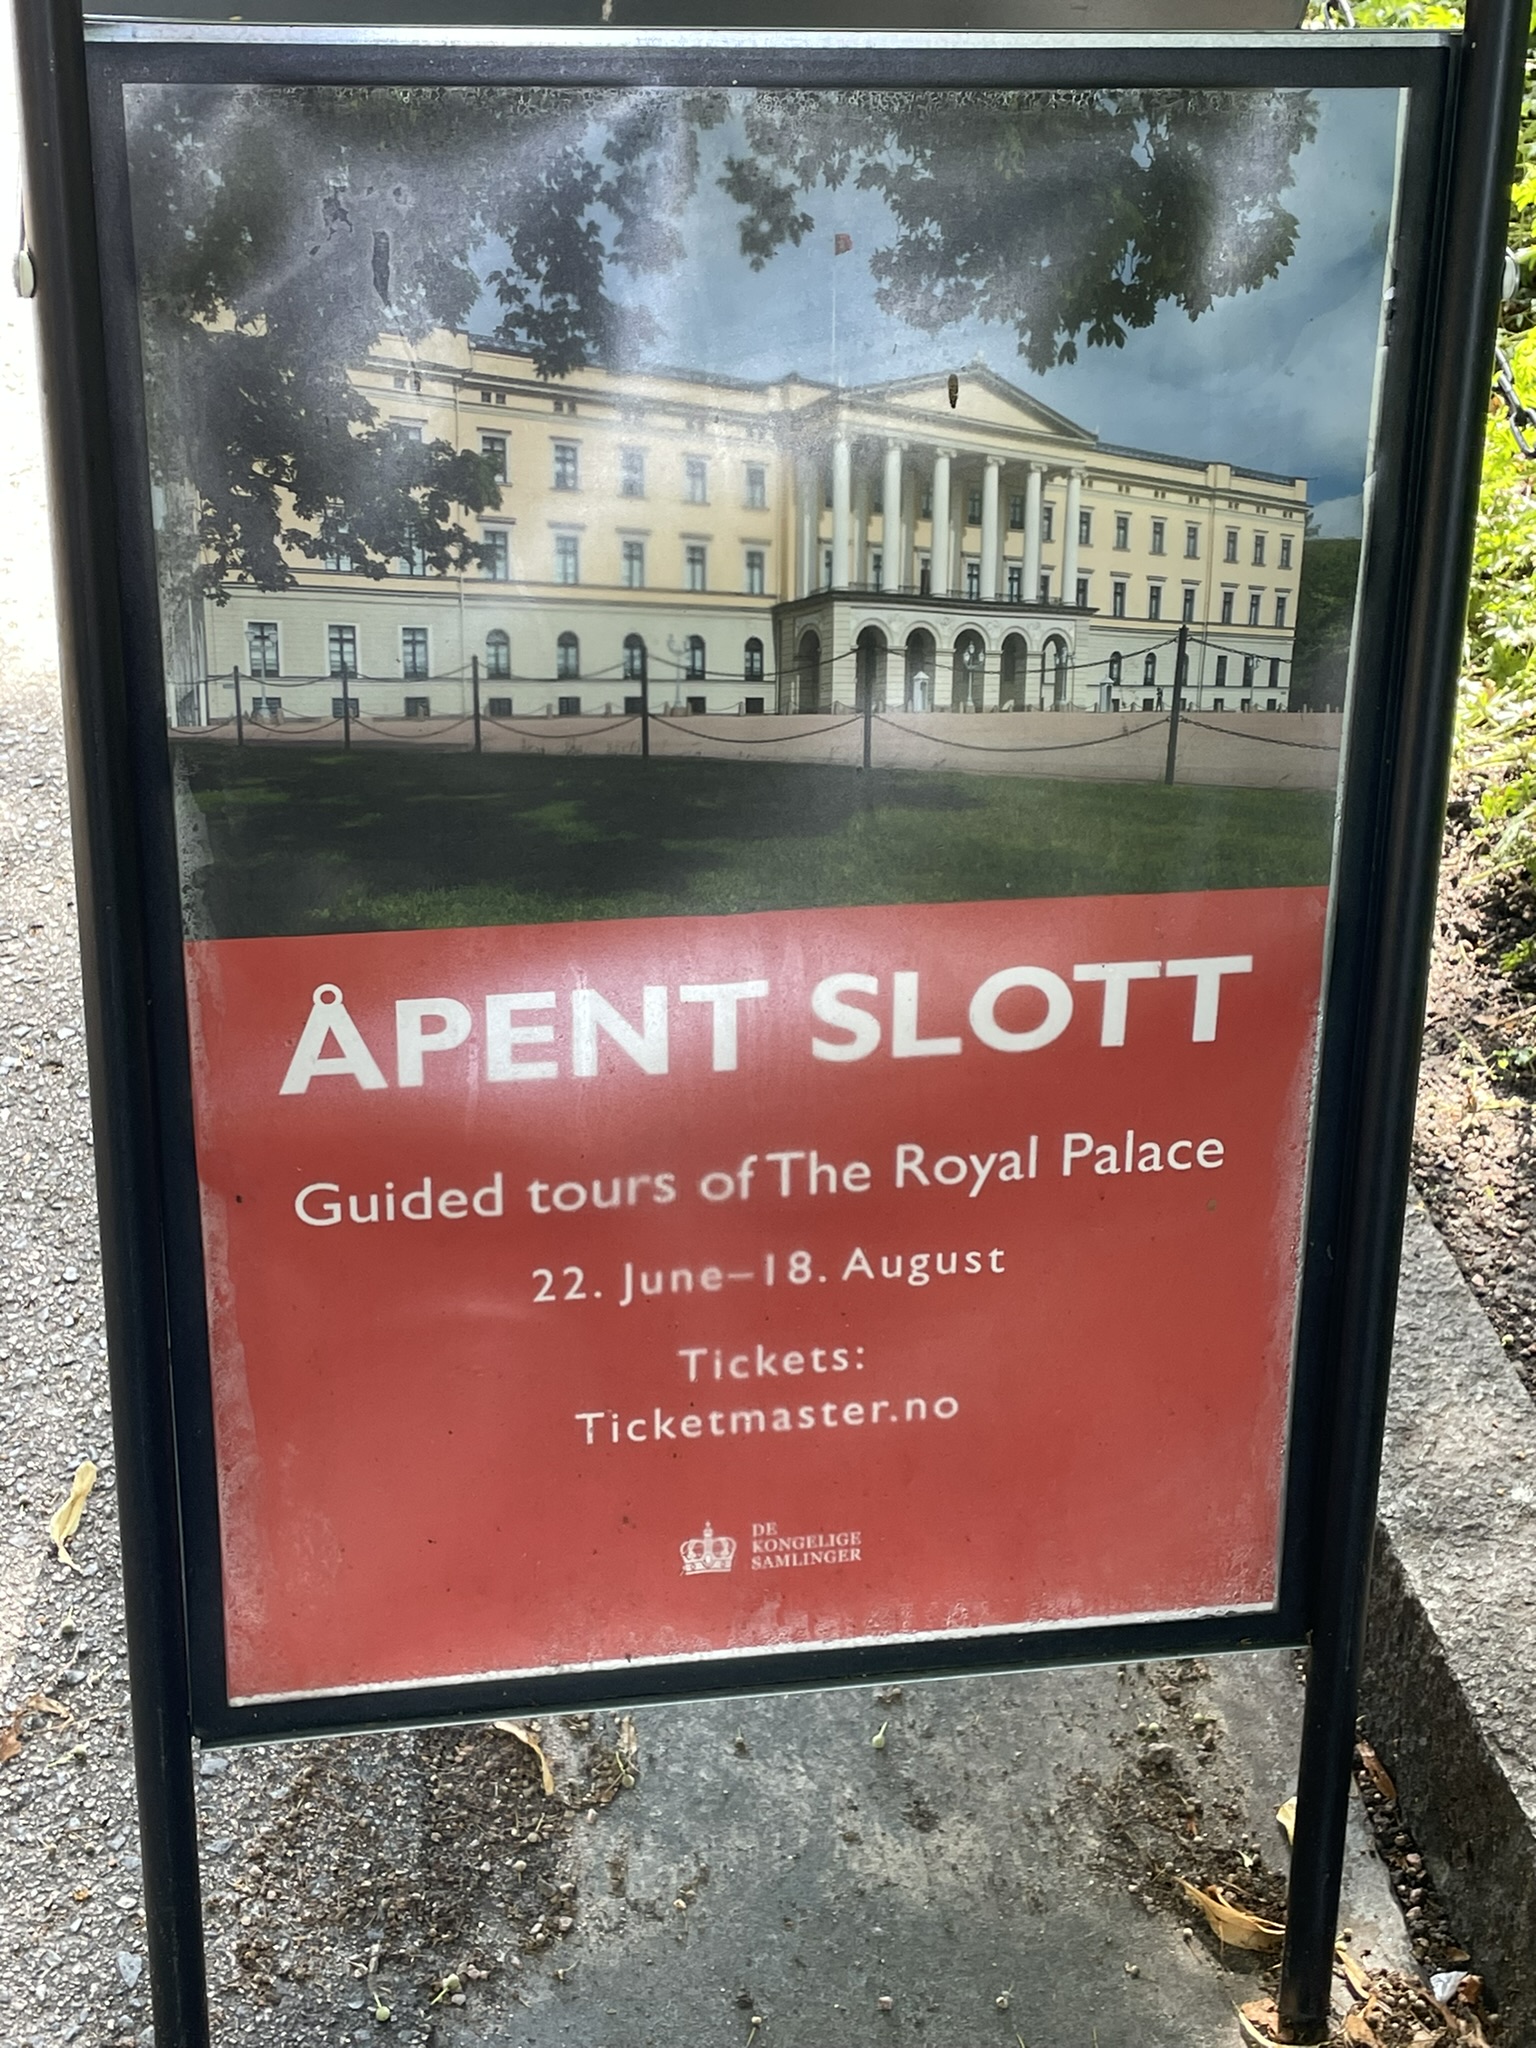 ÅPENT SLOTT
Guided tours of The Royal Palace
22. June–18. August
Tickets:
Ticketmaster.no
DE
KONGELIGE
SAMLINGER